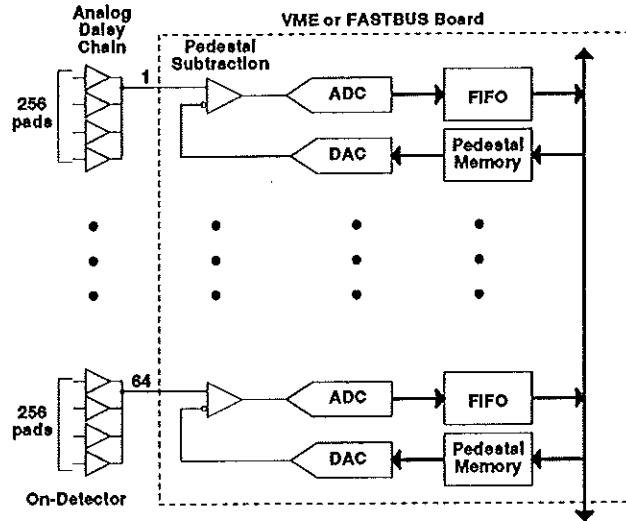 VME or FASTBUS Board
Analog
Daisy
Chain
Pedestal
Subtraction
1
256
pads
ADC
FIFO
DAC
Pedestal
Memory
64
256
pads
ADC
FIFO
DAC
Pedestal
Memory
On-Detector